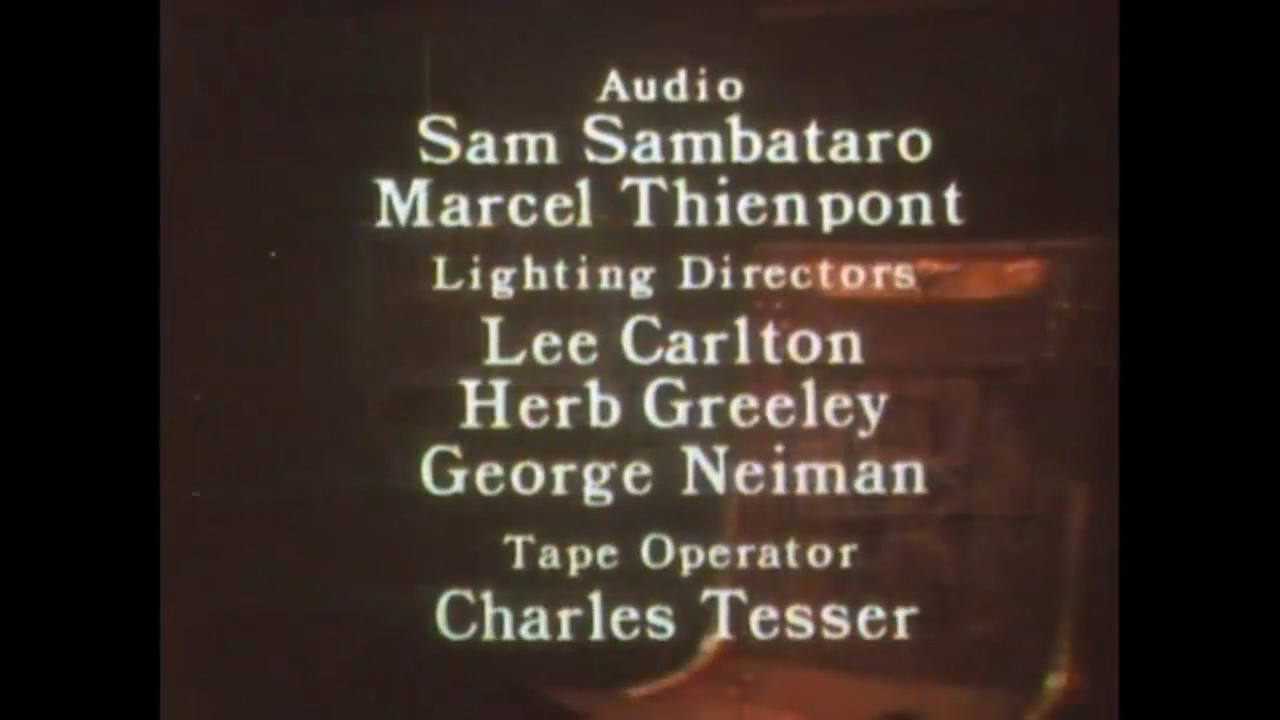 Audio
Sam Sambataro
Marcel Thienpont
Lighting Directors
Lee Carlton
Herb Greeley
George Neiman
Tape Operator
Charles Tesser